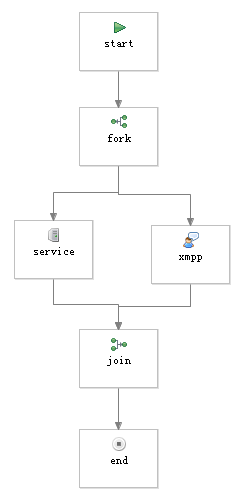 start
fork
service
xmpp
join
end